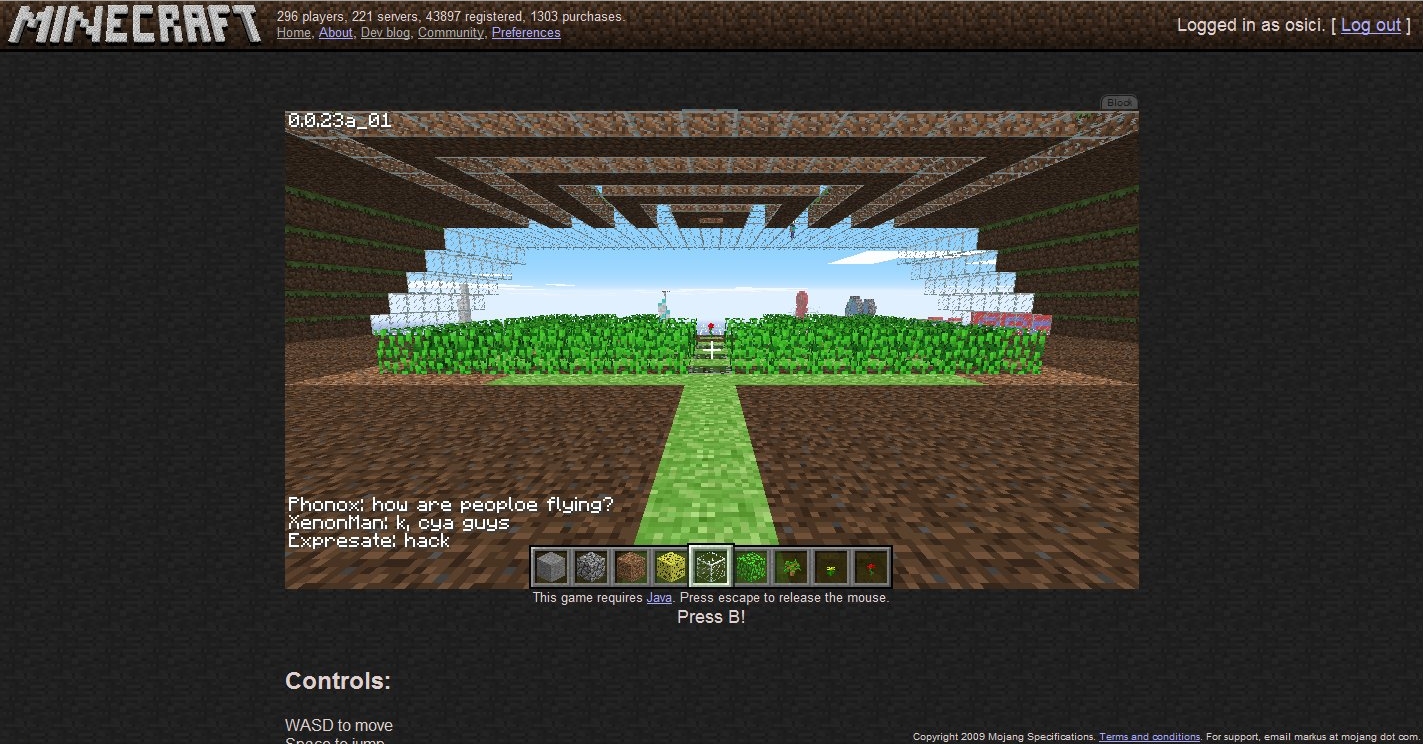 MINECRAFT
296 players, 221 servers, 43897 registered, 1303 purchases.
Home, About, Dev blog, Community, Preferences
Logged in as osici. [ Log out ]
Block
0.0.23a_01
Phonox: how are peoploe flying?
XenonMan: k, cya guys
Expresate: hack
This game requires Java. Press escape to release the mouse.
Press B!
Controls:
WASD to move
Space to jump
Copyright 2009 Mojang Specifications. Terms and conditions. For support, email markus at mojang dot com.